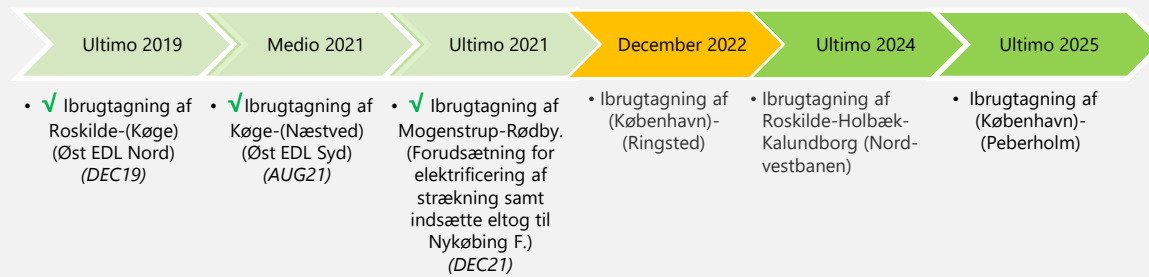 Ultimo 2019
Medio 2021
Ultimo 2021
December 2022
Ultimo 2024
Ultimo 2025
• √ Ibrugtagning af
Roskilde-(Køge)
(Øst EDL Nord)
(DEC19)
• √Ibrugtagning af
Køge-(Næstved)
(Øst EDL Syd)
(AUG21)
• √ Ibrugtagning af
Mogenstrup-Rødby.
(Forudsætning for
elektrificering af
strækning samt
indsætte eltog til
Nykøbing F.)
(DEC21)
• Ibrugtagning af
(København)-
(Ringsted)
• Ibrugtagning af
Roskilde-Holbæk-
Kalundborg (Nord-
vestbanen)
• Ibrugtagning af
(København)-
(Peberholm)